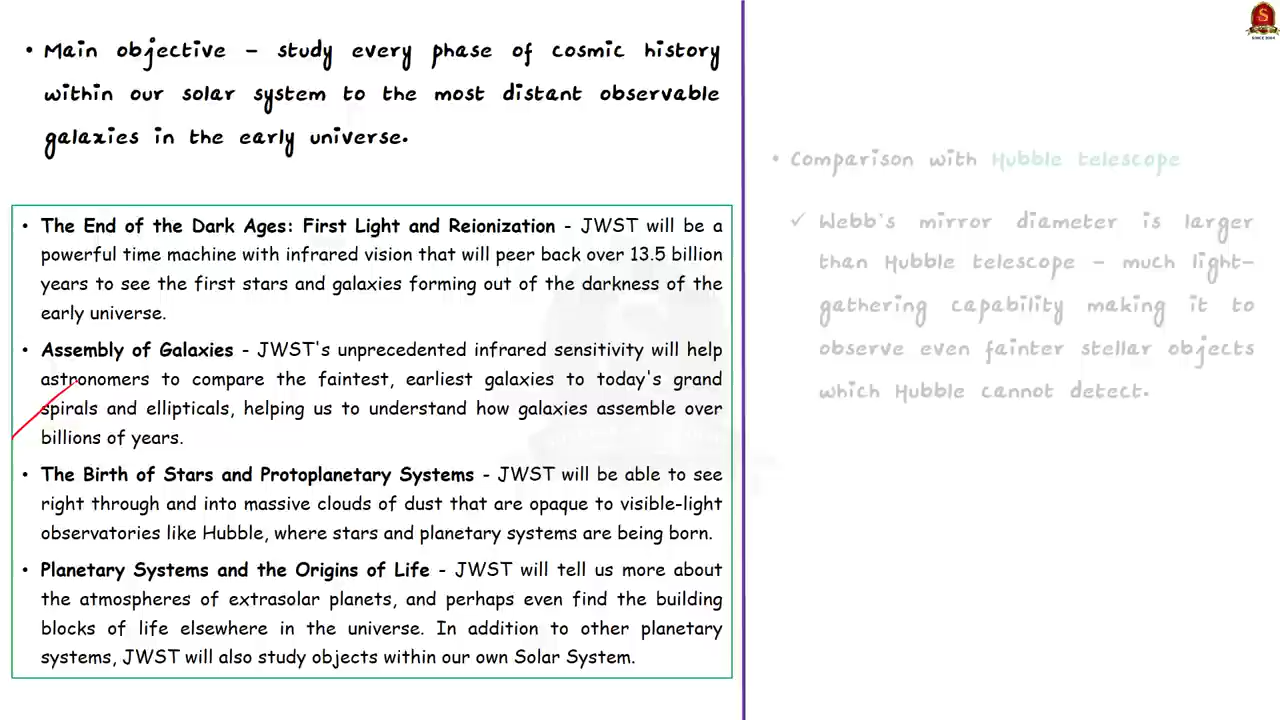 • Main objective – study every phase of cosmic history
within our solar system to the most distant observable
galaxies in the early universe.
• The End of the Dark Ages: First Light and Reionization - JWST will be a
powerful time machine with infrared vision that will peer back over 13.5 billion
years to see the first stars and galaxies forming out of the darkness of the
early universe.
• Assembly of Galaxies - JWST's unprecedented infrared sensitivity will help
astronomers to compare the faintest, earliest galaxies to today's grand
spirals and ellipticals, helping us to understand how galaxies assemble over
billions of years.
• The Birth of Stars and Protoplanetary Systems - JWST will be able to see
right through and into massive clouds of dust that are opaque to visible-light
observatories like Hubble, where stars and planetary systems are being born.
• Planetary Systems and the Origins of Life - JWST will tell us more about
the atmospheres of extrasolar planets, and perhaps even find the building
blocks of life elsewhere in the universe. In addition to other planetary
systems, JWST will also study objects within our own Solar System.
S
SINCE 2004
• Comparison with Hubble telescope
✓ Webb's mirror diameter is larger
than Hubble telescope – much light-
gathering capability making it to
observe even fainter stellar objects
which Hubble cannot detect.